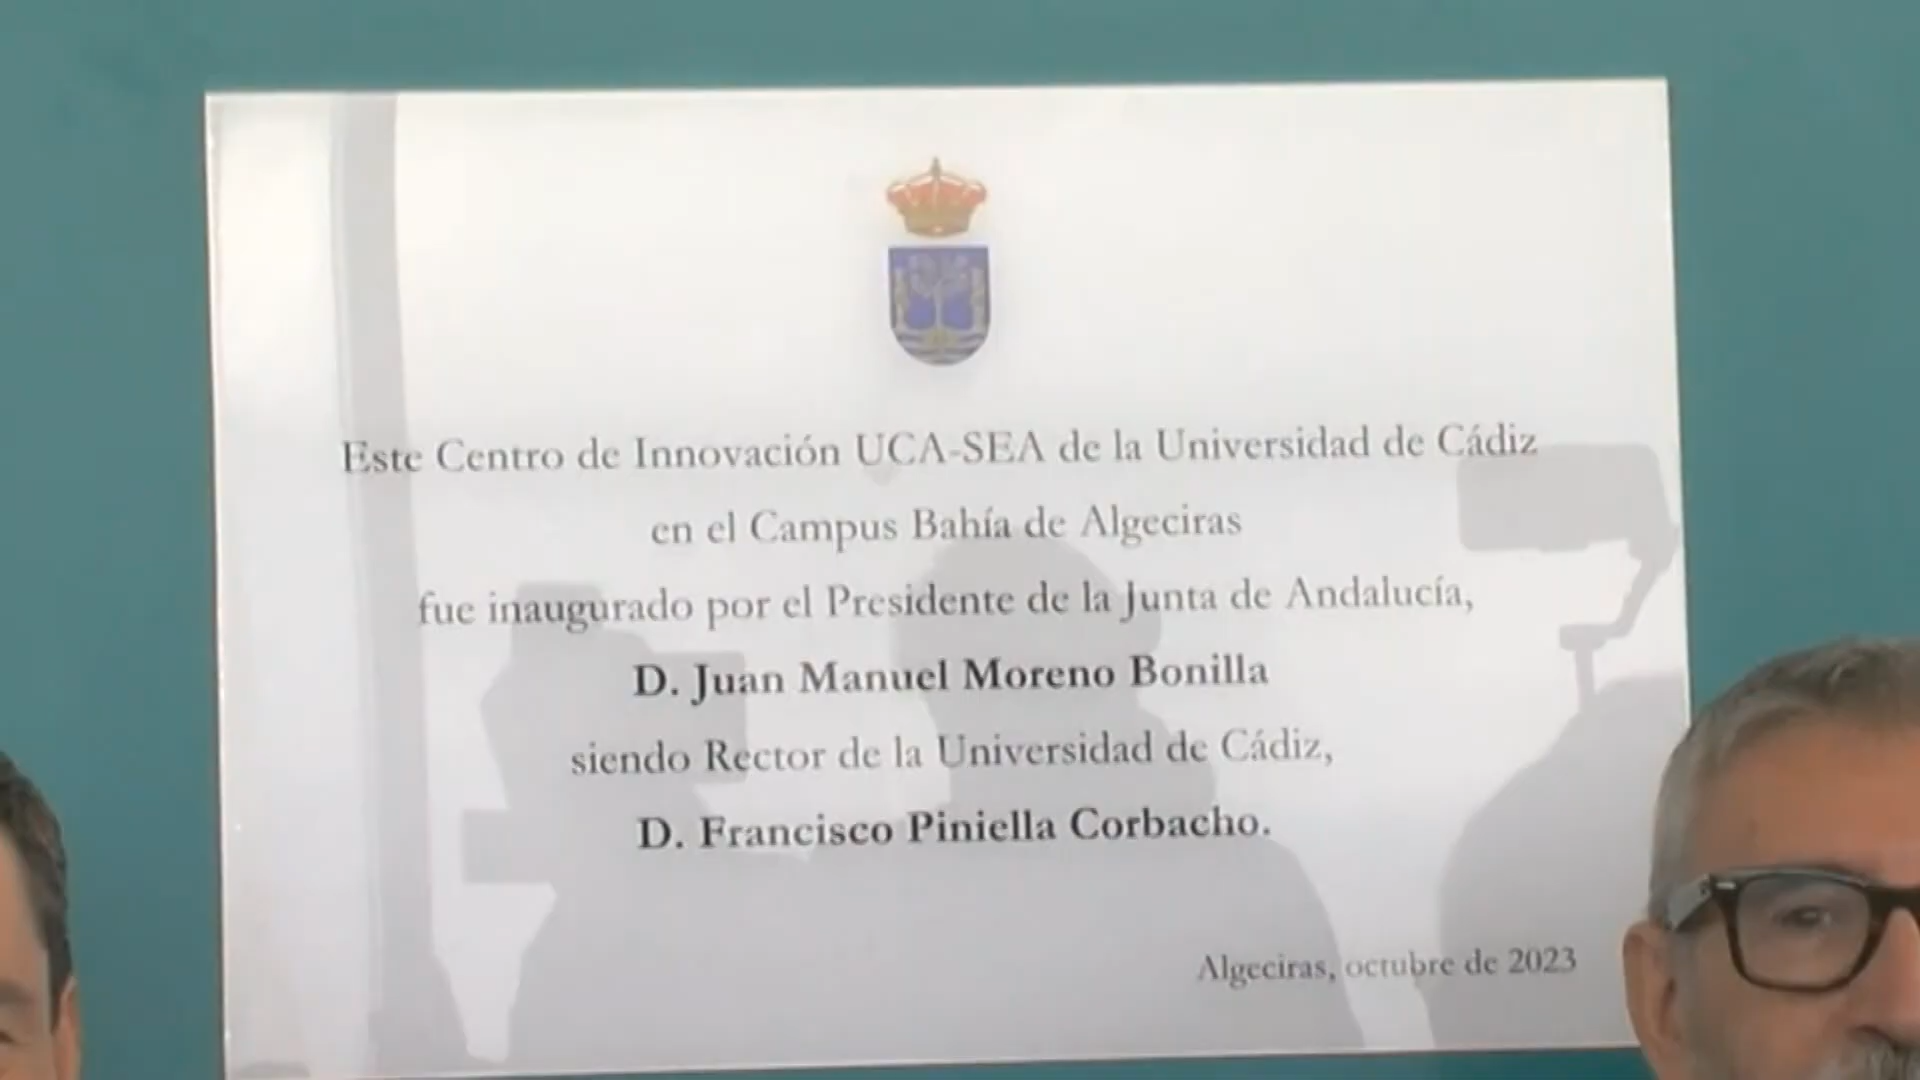 Este Centro de Innovación UCA-SEA de la Universidad de Cádiz
en el Campus Bahía de Algeciras
fue inaugurado por el Presidente de la Junta de Andalucía,
D. Juan Manuel Moreno Bonilla
siendo Rector de la Universidad de Cádiz,
D. Francisco Piniella Corbacho.
Algeciras, octubre de 2023